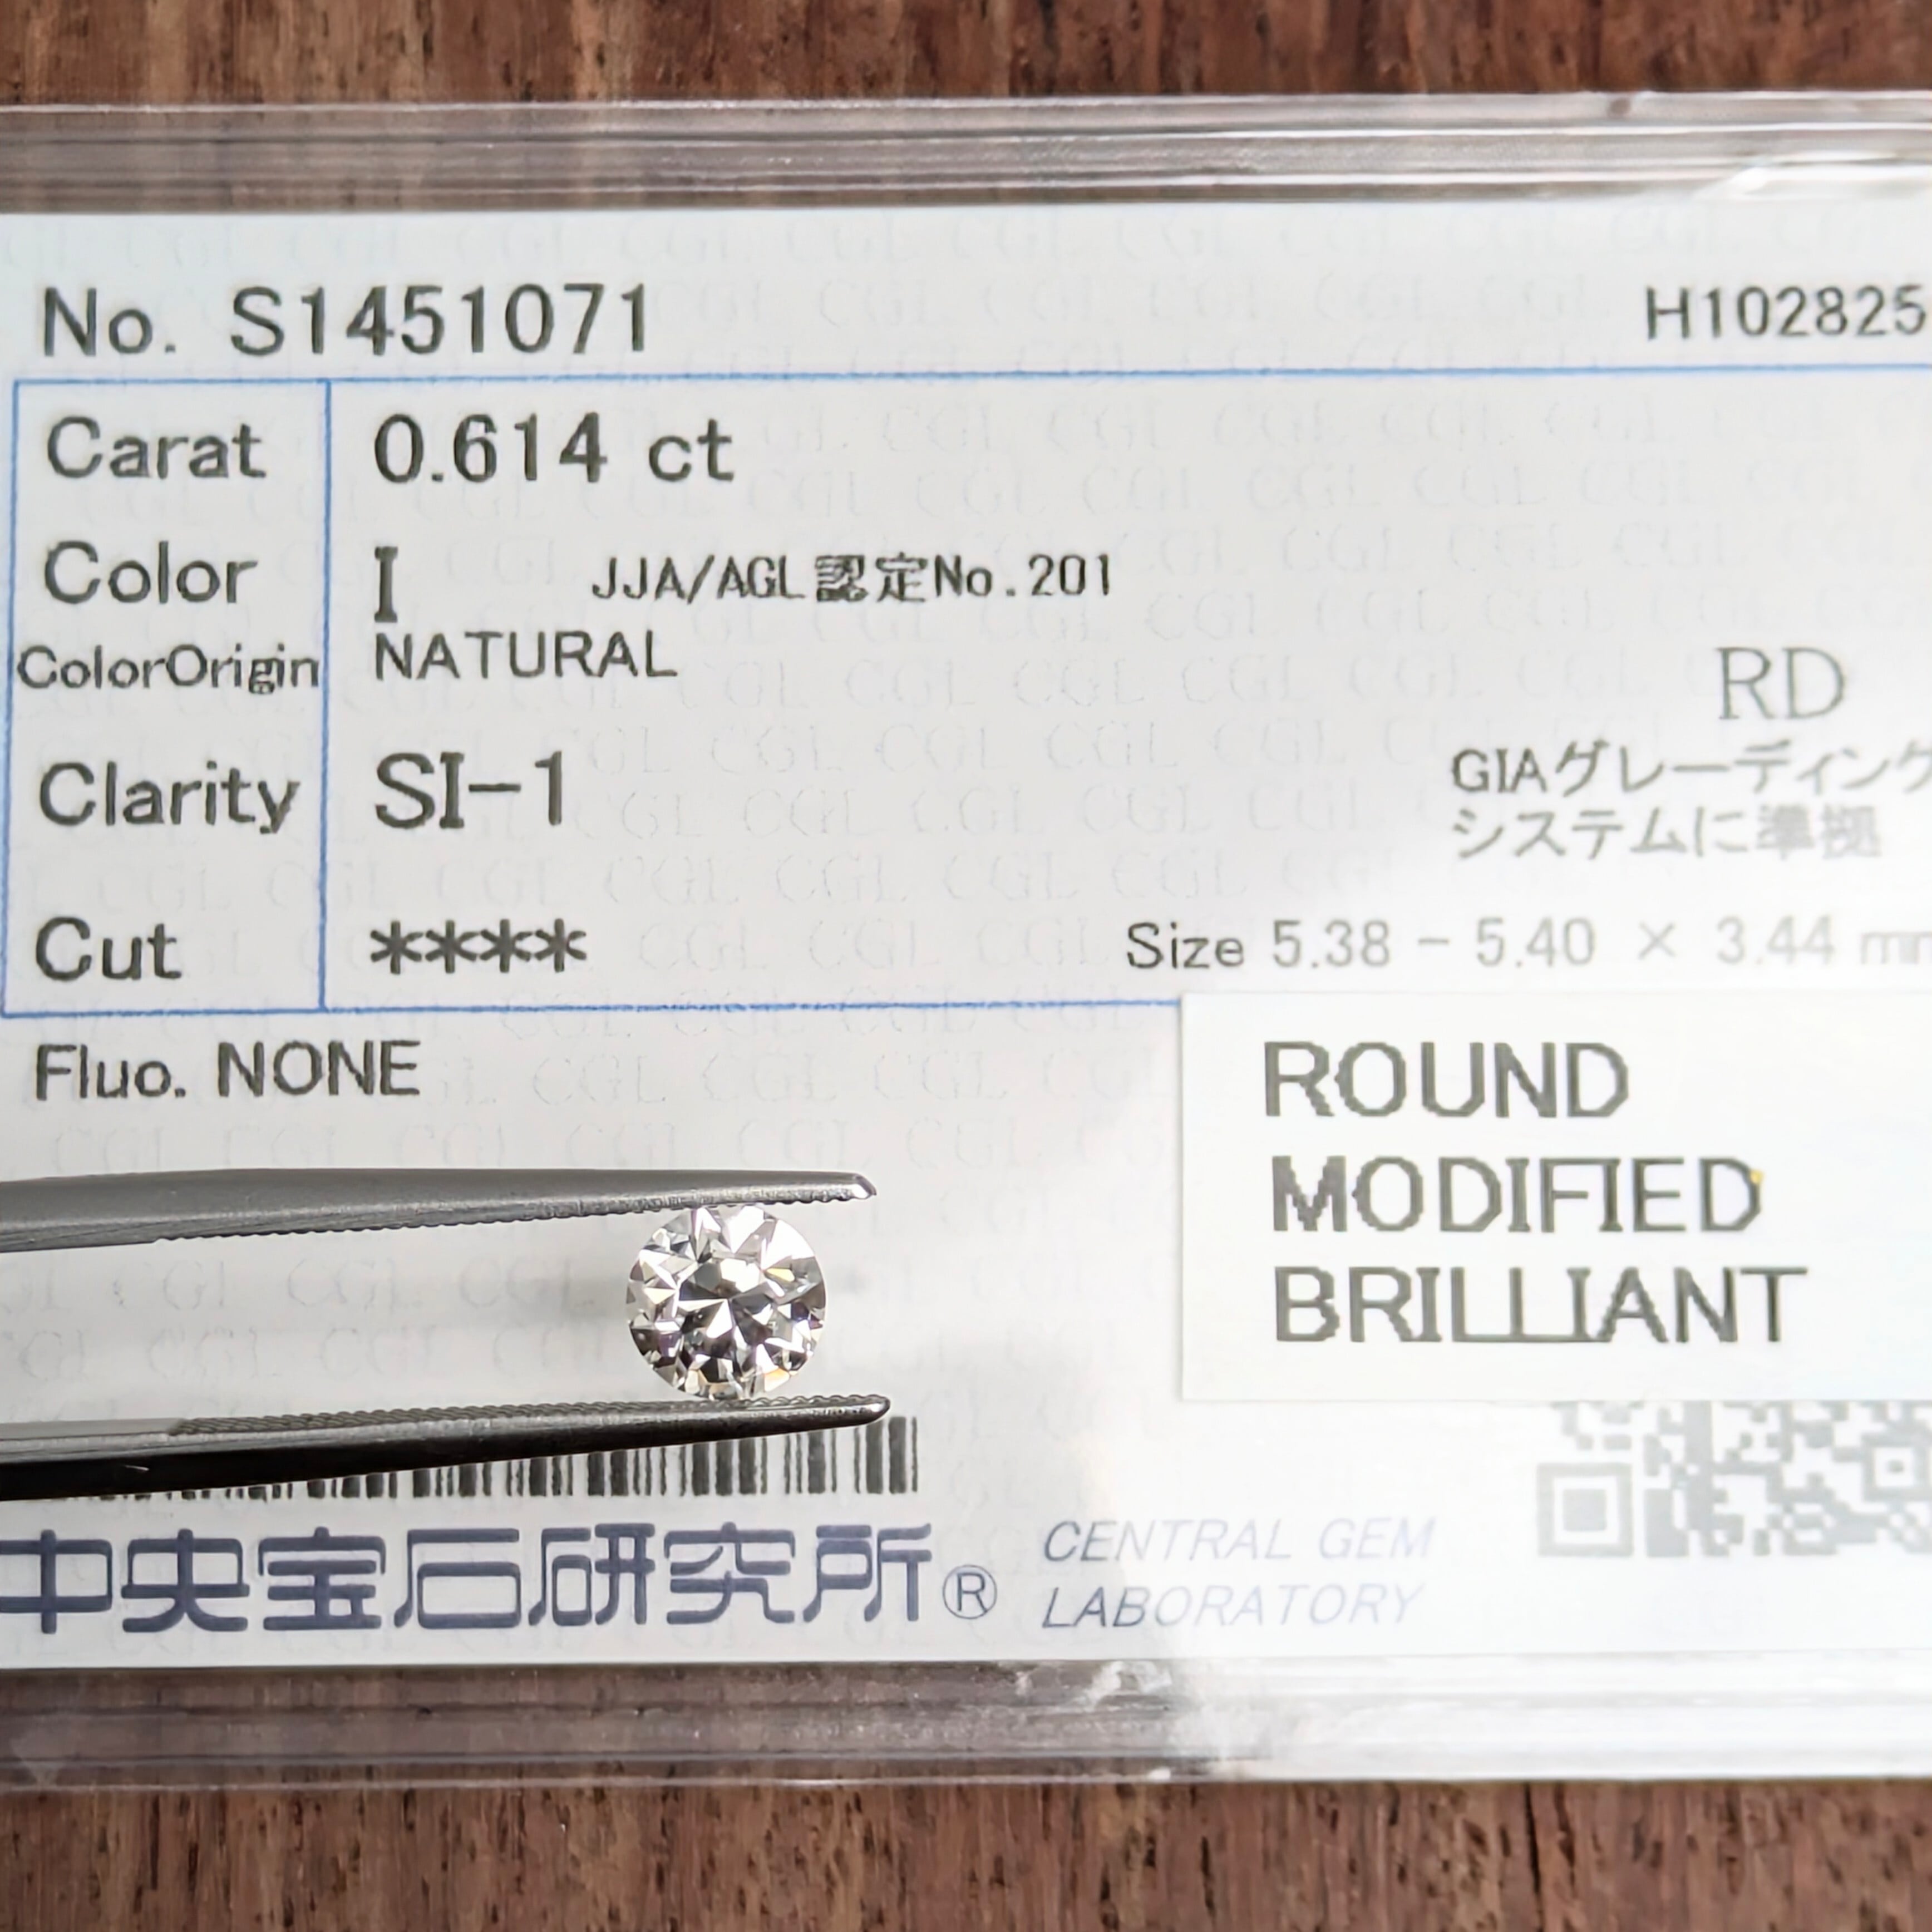 No. S1451071
H102825
Carat 0.614 ct
Color I JJA/AGL認定No.201
ColorOrigin NATURAL
RD
Clarity SI-1
GIAグレーディング
システムに準拠
Cut ****
Size 5.38 - 5.40 × 3.44 mm
Fluo. NONE
ROUND
MODIFIED
BRILLIANT
中央宝石研究所®
CENTRAL GEM
LABORATORY